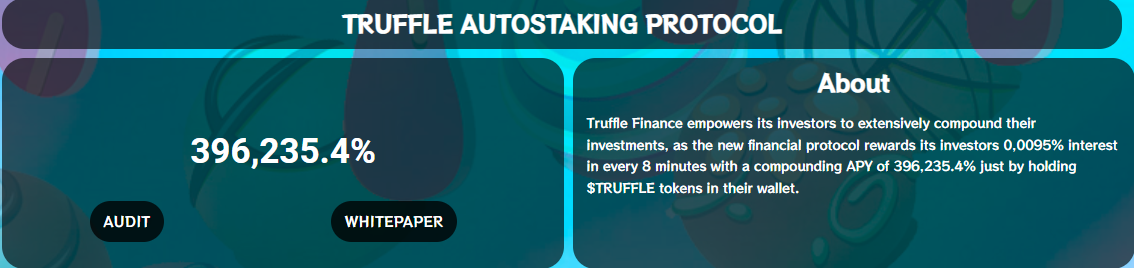 TRUFFLE AUTOSTAKING PROTOCOL
396,235.4%
AUDIT
WHITEPAPER
About
Truffle Finance empowers its investors to extensively compound their
investments, as the new financial protocol rewards its investors 0,0095% interest
in every 8 minutes with a compounding APY of 396,235.4% just by holding
$TRUFFLE tokens in their wallet.